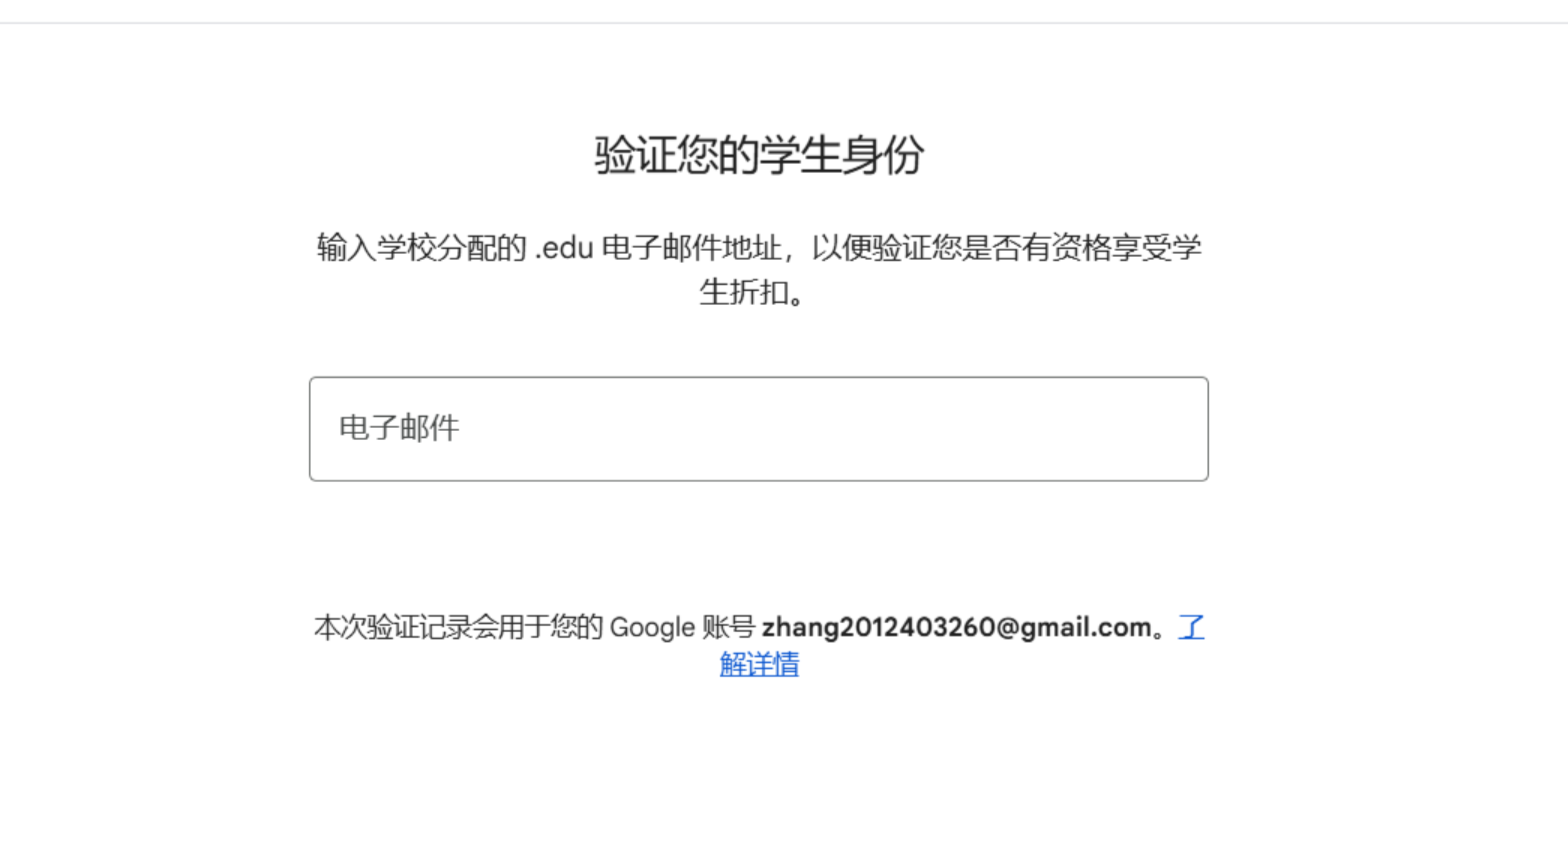 验证您的学生身份
输入学校分配的 .edu 电子邮件地址，以便验证您是否有资格享受学
生折扣。
电子邮件
本次验证记录会用于您的 Google 账号 zhang2012403260@gmail.com。了
解详情